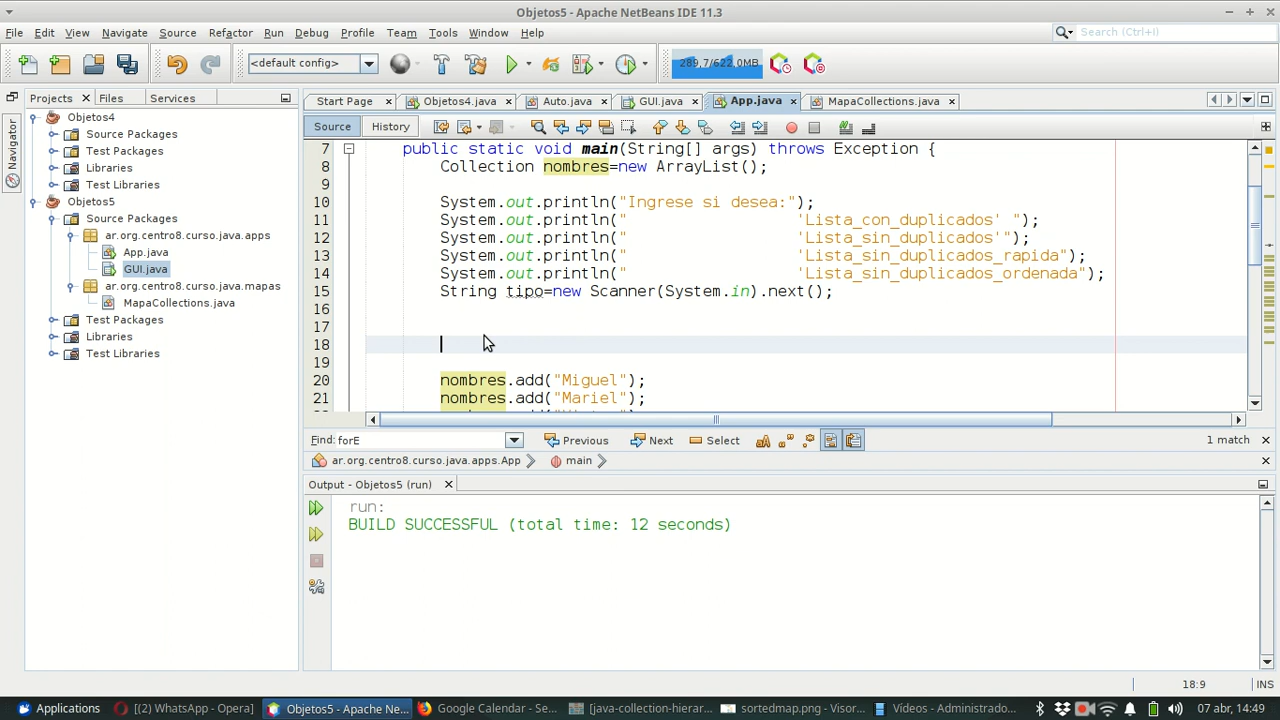 Objetos5 - Apache NetBeans IDE 11.3
File Edit View Navigate Source Refactor Run Debug Profile Team Tools Window Help
Search (Ctrl+I)
<default config>
289,7/622,0MB
Projects Files Services
Start Page Objetos4.java Auto.java GUI.java App.java MapaCollections.java
Navigator
Source History
Objetos4
Source Packages
Test Packages
Libraries
Test Libraries
Objetos5
Source Packages
ar.org.centro8.curso.java.apps
App.java
GUI.java
ar.org.centro8.curso.java.mapas
MapaCollections.java
Test Packages
Libraries
Test Libraries
7 public static void main(String[] args) throws Exception {
8 Collection nombres=new ArrayList();
9
10 System.out.println("Ingrese si desea:");
11 System.out.println(" 'Lista_con_duplicados' ");
12 System.out.println(" 'Lista_sin_duplicados'");
13 System.out.println(" 'Lista_sin_duplicados_rapida");
14 System.out.println(" 'Lista_sin_duplicados_ordenada");
15 String tipo=new Scanner(System.in).next();
16
17
18
19
20 nombres.add("Miguel");
21 nombres.add("Mariel");
Find: forE Previous Next Select 1 match
ar.org.centro8.curso.java.apps.App main
Output - Objetos5 (run)
run:
BUILD SUCCESSFUL (total time: 12 seconds)
18:9 INS
Applications [(2) WhatsApp - Opera] Objetos5 - Apache Ne... Google Calendar - Se... [java-collection-hierar... sortedmap.png - Visor... Vídeos - Administrado... 07 abr, 14:49